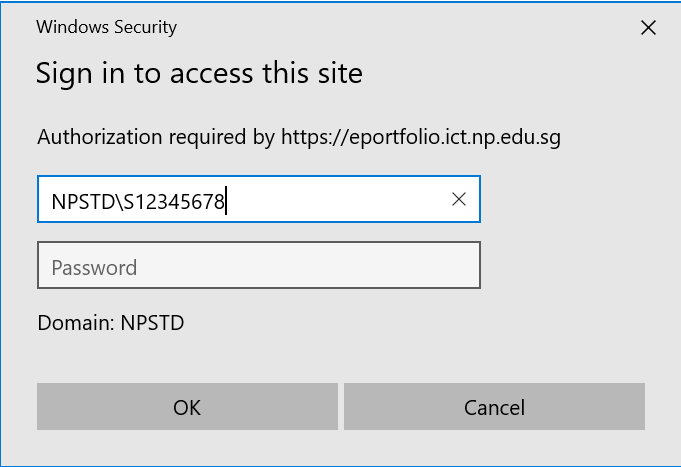 Windows Security
Sign in to access this site
Authorization required by https://eportfolio.ict.np.edu.sg
NPSTD\S12345678
Password
Domain: NPSTD
OK Cancel